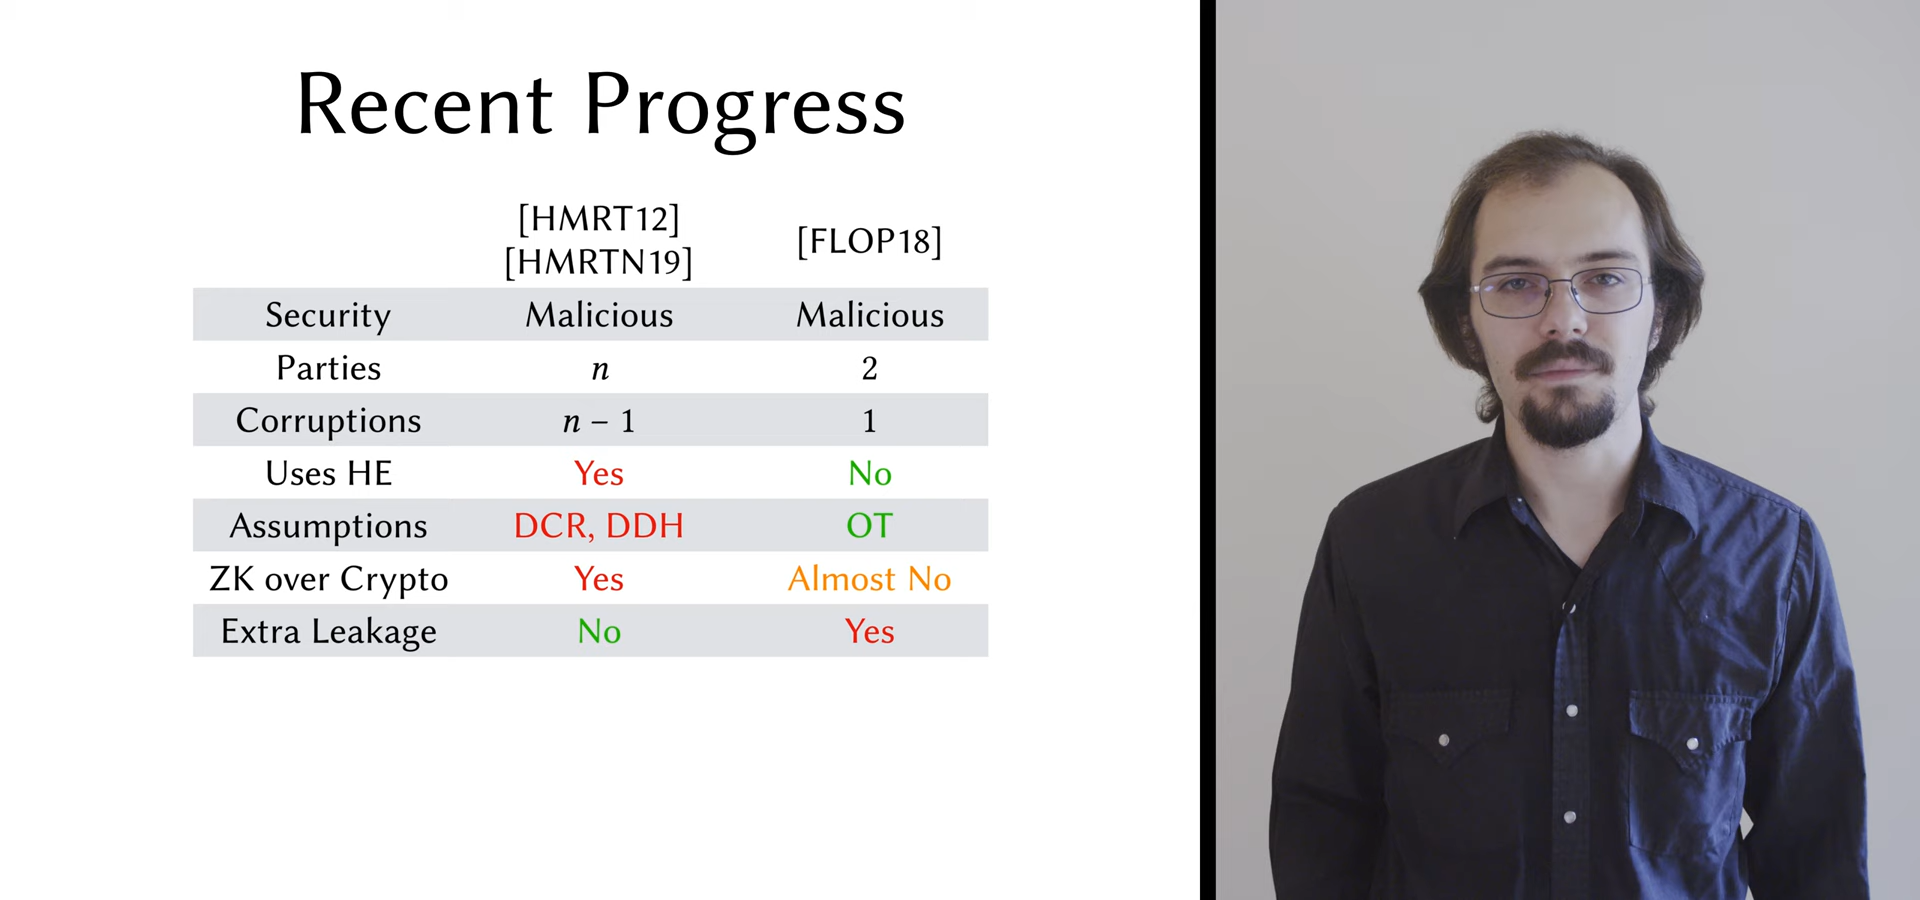 Recent Progress
[HMRT12]
[HMRTN19]
[FLOP18]
Security Malicious Malicious
Parties n 2
Corruptions n – 1 1
Uses HE Yes No
Assumptions DCR, DDH OT
ZK over Crypto Yes Almost No
Extra Leakage No Yes